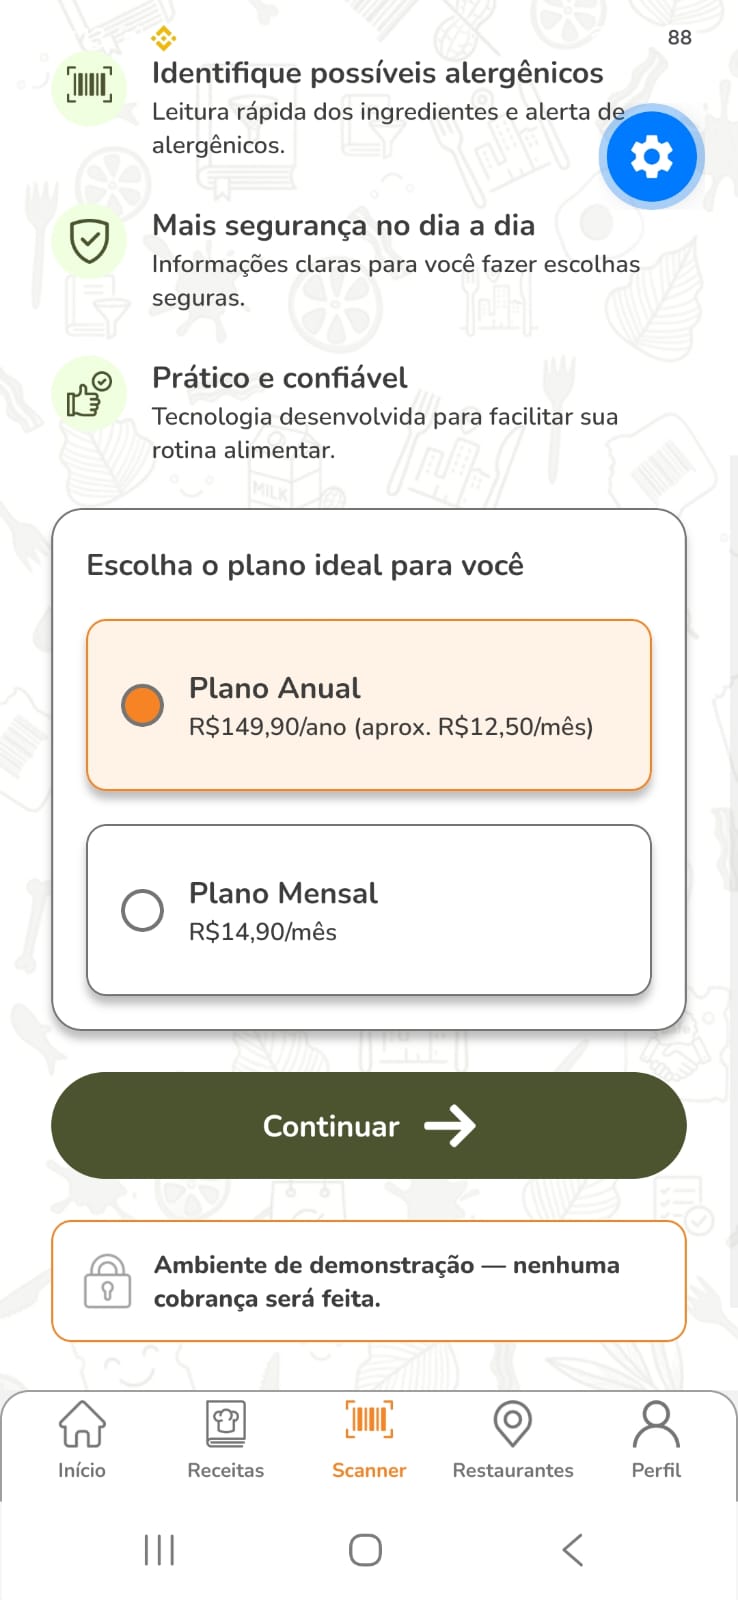 88
Identifique possíveis alergênicos
Leitura rápida dos ingredientes e alerta de
alergênicos.
Mais segurança no dia a dia
Informações claras para você fazer escolhas
seguras.
Prático e confiável
Tecnologia desenvolvida para facilitar sua
rotina alimentar.
MILK
Escolha o plano ideal para você
Plano Anual
R$149,90/ano (aprox. R$12,50/mês)
Plano Mensal
R$14,90/mês
Continuar
Ambiente de demonstração — nenhuma
cobrança será feita.
Início
Receitas
Scanner
Restaurantes
Perfil